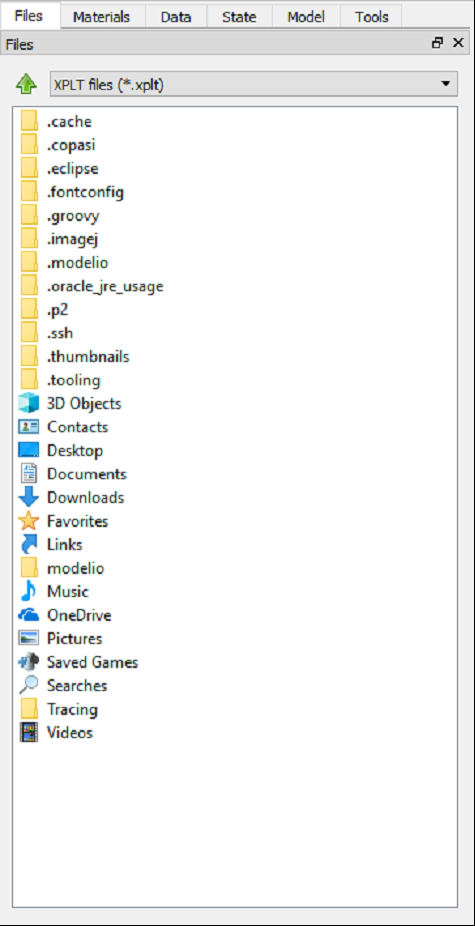 Files Materials Data State Model Tools
Files
XPLT files (*.xplt)
.cache
.copasi
.eclipse
.fontconfig
.groovy
.imagej
.modelio
.oracle_jre_usage
.p2
.ssh
.thumbnails
.tooling
3D Objects
Contacts
Desktop
Documents
Downloads
Favorites
Links
modelio
Music
OneDrive
Pictures
Saved Games
Searches
Tracing
Videos